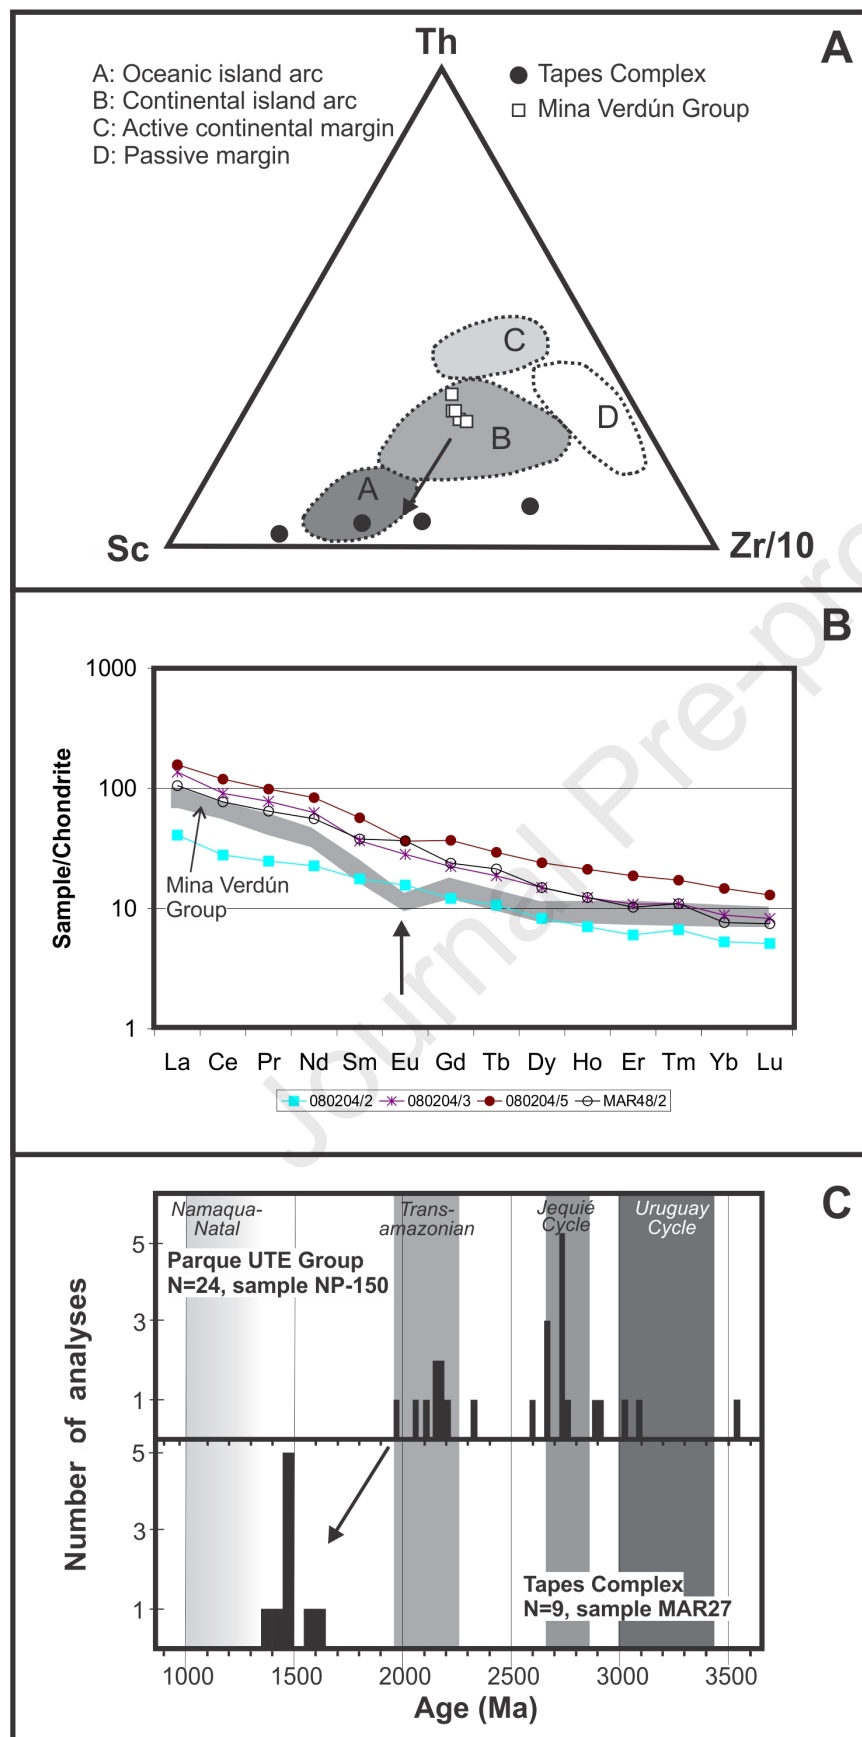 A
Th
A: Oceanic island arc
B: Continental island arc
C: Active continental margin
D: Passive margin
Tapes Complex
Mina Verdún Group
C
D
B
A
Sc
Zr/10
B
1000
100
10
1
Sample/Chondrite
Mina Verdún
Group
La Ce Pr Nd Sm Eu Gd Tb Dy Ho Er Tm Yb Lu
080204/2 080204/3 080204/5 MAR48/2
Journal Pre-pro
C
Namaqua-
Natal
Trans-
amazonian
Jequié
Cycle
Uruguay
Cycle
Parque UTE Group
N=24, sample NP-150
5
3
1
5
3
1
Number of analyses
Tapes Complex
N=9, sample MAR27
1000 1500 2000 2500 3000 3500
Age (Ma)